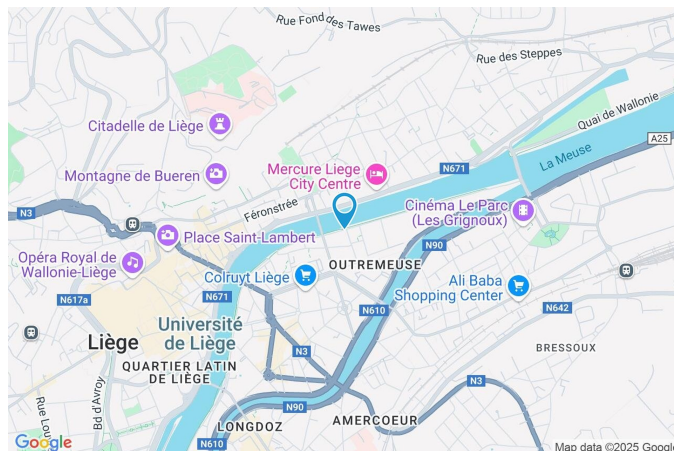 Rue Fond des Tawes
Rue des Steppes
Citadelle de Liège
Quai de Wallonie
A25
La Meuse
Montagne de Bueren
Mercure Liege
City Centre
N671
Féronstrée
N3
Cinéma Le Parc
(Les Grignoux)
Place Saint-Lambert
N90
Opéra Royal de
Wallonie-Liège
OUTREMEUSE
Colruyt Liège
Ali Baba
Shopping Center
N617a
N671
N610
N642
Université
de Liège
Liège
N3
BRESSOUX
QUARTIER LATIN
DE LIÈGE
Bd d'Avroy
Rue Lou
N90
AMERCOEUR
LONGDOZ
N3
N610
Google
Map data ©2025 Google